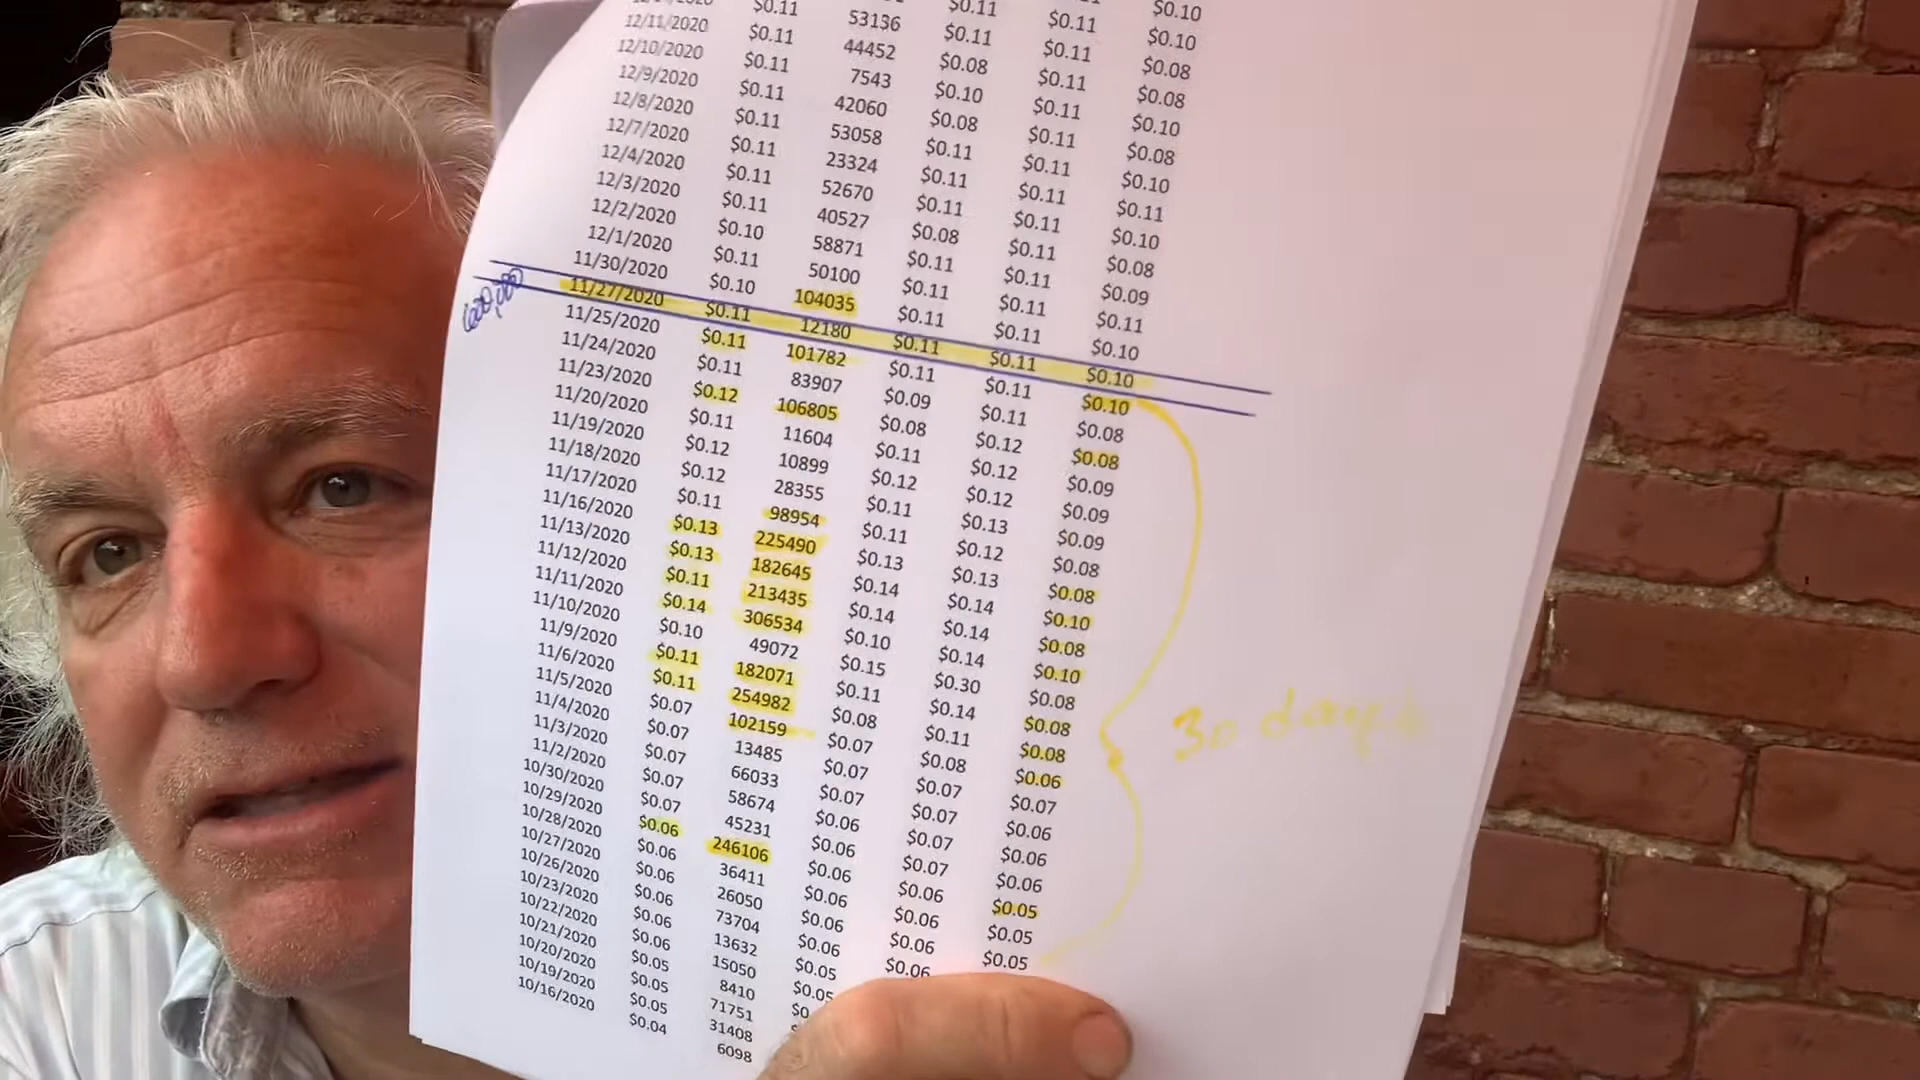 $0.10
$0.11 $0.11 $0.10
$0.11 53136 $0.11 $0.11 $0.08
12/11/2020 $0.11 44452 $0.08 $0.11 $0.08
12/10/2020 $0.11 7543 $0.10 $0.11 $0.10
12/9/2020 $0.11 42060 $0.08 $0.11 $0.08
12/8/2020 $0.11 53058 $0.11 $0.11 $0.10
12/7/2020 $0.11 23324 $0.11 $0.11 $0.11
12/4/2020 $0.11 52670 $0.11 $0.11 $0.10
12/3/2020 $0.11 40527 $0.08 $0.11 $0.08
12/2/2020 $0.10 58871 $0.11 $0.11 $0.09
12/1/2020 $0.11 50100 $0.11 $0.11 $0.11
11/30/2020 $0.10 104035 $0.11 $0.11 $0.10
600,000
11/27/2020 $0.11 12180 $0.11 $0.11 $0.10
11/25/2020 $0.11 101782 $0.11 $0.11 $0.10
11/24/2020 $0.11 83907 $0.09 $0.11 $0.08
11/23/2020 $0.12 106805 $0.08 $0.12 $0.08
11/20/2020 $0.11 11604 $0.11 $0.12 $0.09
11/19/2020 $0.12 10899 $0.12 $0.12 $0.09
11/18/2020 $0.12 28355 $0.11 $0.13 $0.09
11/17/2020 $0.11 98954 $0.11 $0.12 $0.08
11/16/2020 $0.13 225490 $0.13 $0.13 $0.08
11/13/2020 $0.13 182645 $0.14 $0.14 $0.10
11/12/2020 $0.11 213435 $0.14 $0.14 $0.08
11/11/2020 $0.14 306534 $0.10 $0.14 $0.10
11/10/2020 $0.10 49072 $0.15 $0.30 $0.08
11/9/2020 $0.11 182071 $0.11 $0.14 $0.08
11/6/2020 $0.11 254982 $0.08 $0.11 $0.08
30 days
11/5/2020 $0.07 102159 $0.07 $0.08 $0.06
11/4/2020 $0.07 13485 $0.07 $0.07 $0.07
11/3/2020 $0.07 66033 $0.07 $0.07 $0.06
11/2/2020 $0.07 58674 $0.06 $0.07 $0.06
10/30/2020 $0.07 45231 $0.06 $0.07 $0.06
10/29/2020 $0.06 246106 $0.06 $0.06 $0.05
10/28/2020 $0.06 36411 $0.06 $0.06 $0.05
10/27/2020 $0.06 26050 $0.06 $0.06 $0.05
10/26/2020 $0.06 73704 $0.06 $0.06
10/23/2020 $0.06 13632 $0.05
10/22/2020 $0.06 15050 $0.05
10/21/2020 $0.05 8410
10/20/2020 $0.05 71751
10/19/2020 $0.05 31408
10/16/2020 $0.04 6098